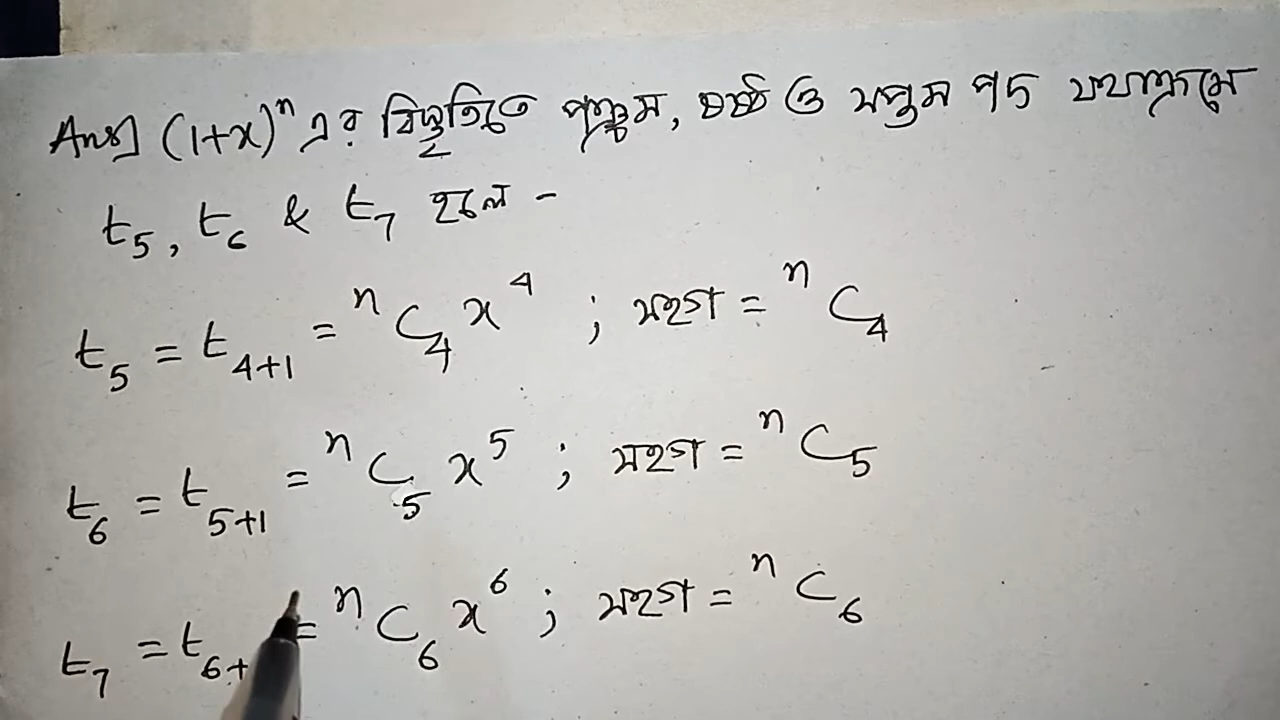 Ans] (1+x)ⁿ এর বিস্তৃতিতে পঞ্চম, ষষ্ঠ ও সপ্তম পদ যথাক্রমে
t₅, t₆ & t₇ হলে -
t₅ = t₄₊₁ = ⁿC₄ x⁴ ; সহগ = ⁿC₄
t₆ = t₅₊₁ = ⁿC₅ x⁵ ; সহগ = ⁿC₅
t₇ = t₆₊ = ⁿC₆ x⁶ ; সহগ = ⁿC₆